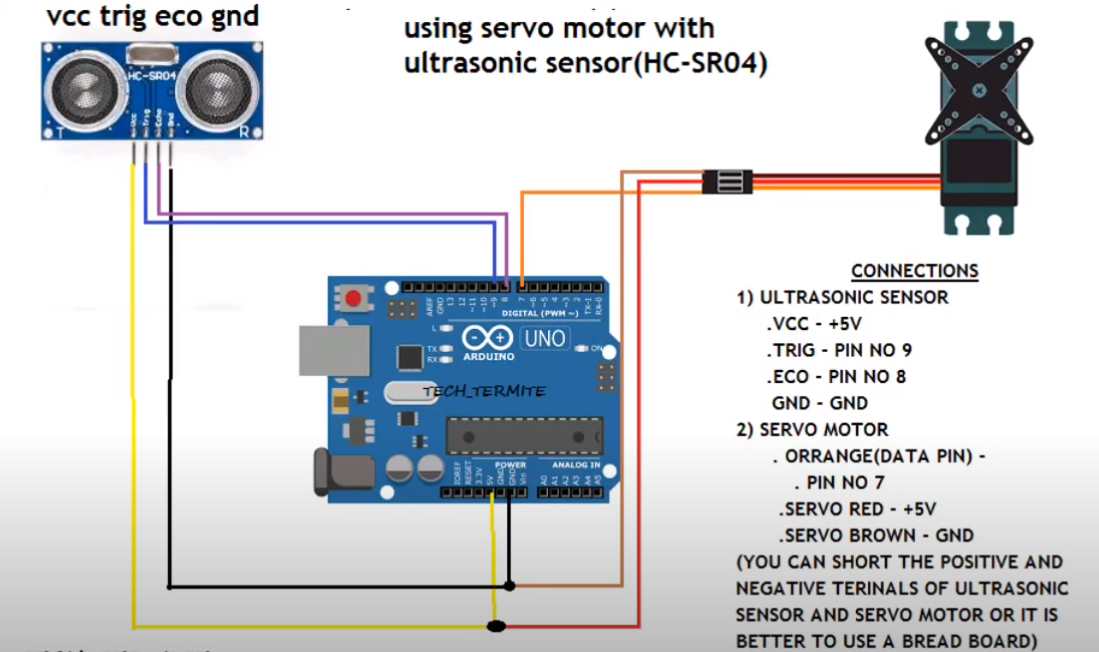 vcc trig eco gnd
using servo motor with
ultrasonic sensor(HC-SR04)
HC-SR04
Vcc
Trig
Echo
Gnd
T
R
AREF
GND
13
12
~11
~10
~9
8
7
~6
~5
4
~3
2
TX-1
RX-0
DIGITAL (PWM ~)
L
TX
RX
UNO
ON
ARDUINO
TECH_TERMITE
POWER
ANALOG IN
IOREF
RESET
3.3V
5V
GND
GND
Vin
A0
A1
A2
A3
A4
A5
CONNECTIONS
1) ULTRASONIC SENSOR
.VCC - +5V
.TRIG - PIN NO 9
.ECO - PIN NO 8
GND - GND
2) SERVO MOTOR
. ORRANGE(DATA PIN) -
. PIN NO 7
.SERVO RED - +5V
.SERVO BROWN - GND
(YOU CAN SHORT THE POSITIVE AND
NEGATIVE TERINALS OF ULTRASONIC
SENSOR AND SERVO MOTOR OR IT IS
BETTER TO USE A BREAD BOARD)